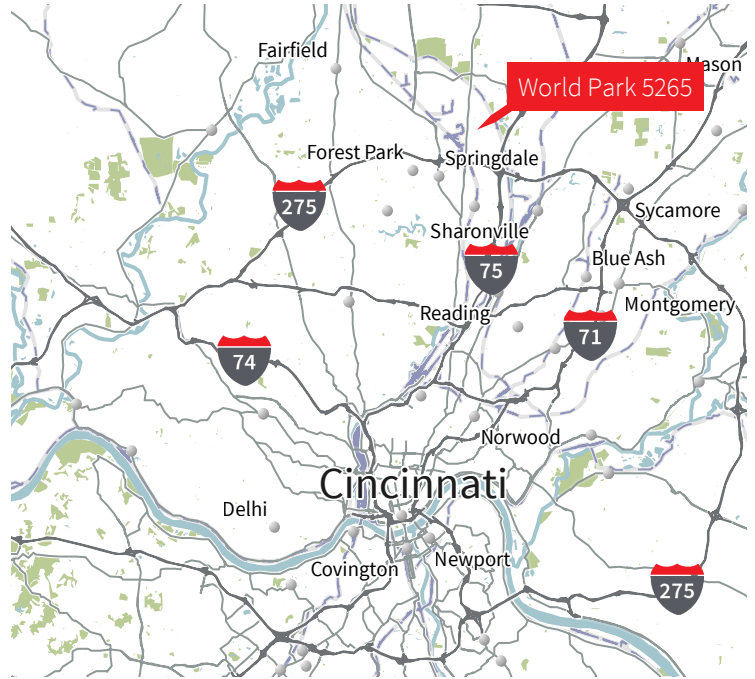 Fairfield
Mason
World Park 5265
Forest Park
Springdale
275
Sycamore
Sharonville
75
Blue Ash
Montgomery
Reading
71
74
Norwood
Cincinnati
Delhi
Newport
Covington
275